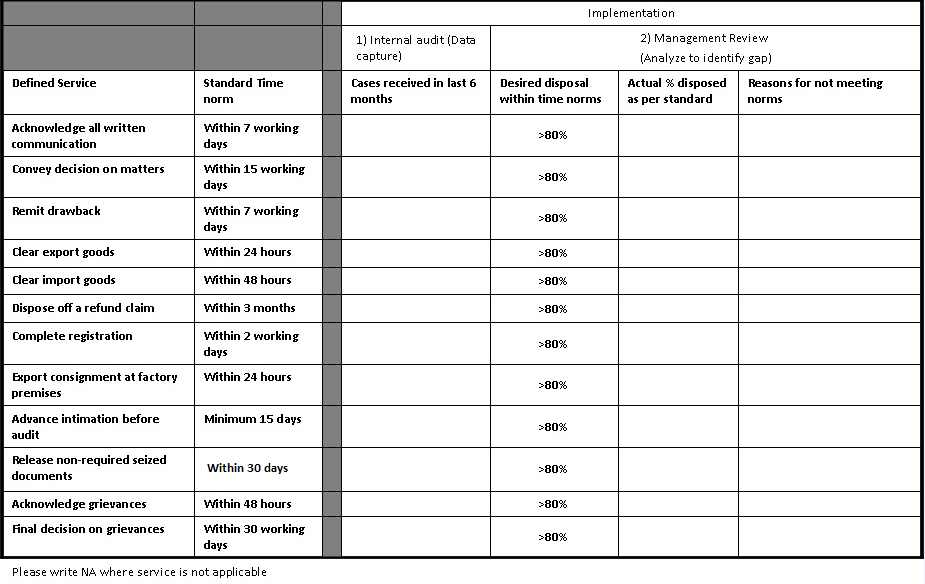 Implementation
1) Internal audit (Data
capture)
2) Management Review
(Analyze to identify gap)
Defined Service
Standard Time
norm
Cases received in last 6
months
Desired disposal
within time norms
Actual % disposed
as per standard
Reasons for not meeting
norms
Acknowledge all written
communication
Within 7 working
days
>80%
Convey decision on matters
Within 15 working
days
>80%
Remit drawback
Within 7 working
days
>80%
Clear export goods
Within 24 hours
>80%
Clear import goods
Within 48 hours
>80%
Dispose off a refund claim
Within 3 months
>80%
Complete registration
Within 2 working
days
>80%
Export consignment at factory
premises
Within 24 hours
>80%
Advance intimation before
audit
Minimum 15 days
>80%
Release non-required seized
documents
Within 30 days
>80%
Acknowledge grievances
Within 48 hours
>80%
Final decision on grievances
Within 30 working
days
>80%
Please write NA where service is not applicable